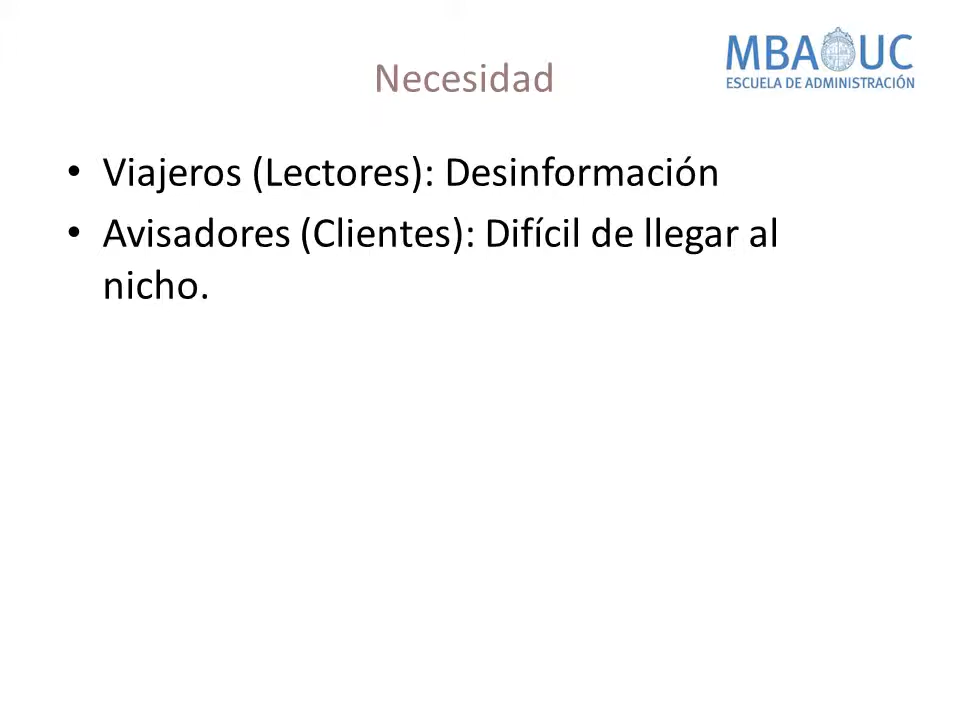 MBA UC
ESCUELA DE ADMINISTRACIÓN
Necesidad
• Viajeros (Lectores): Desinformación
• Avisadores (Clientes): Difícil de llegar al
nicho.